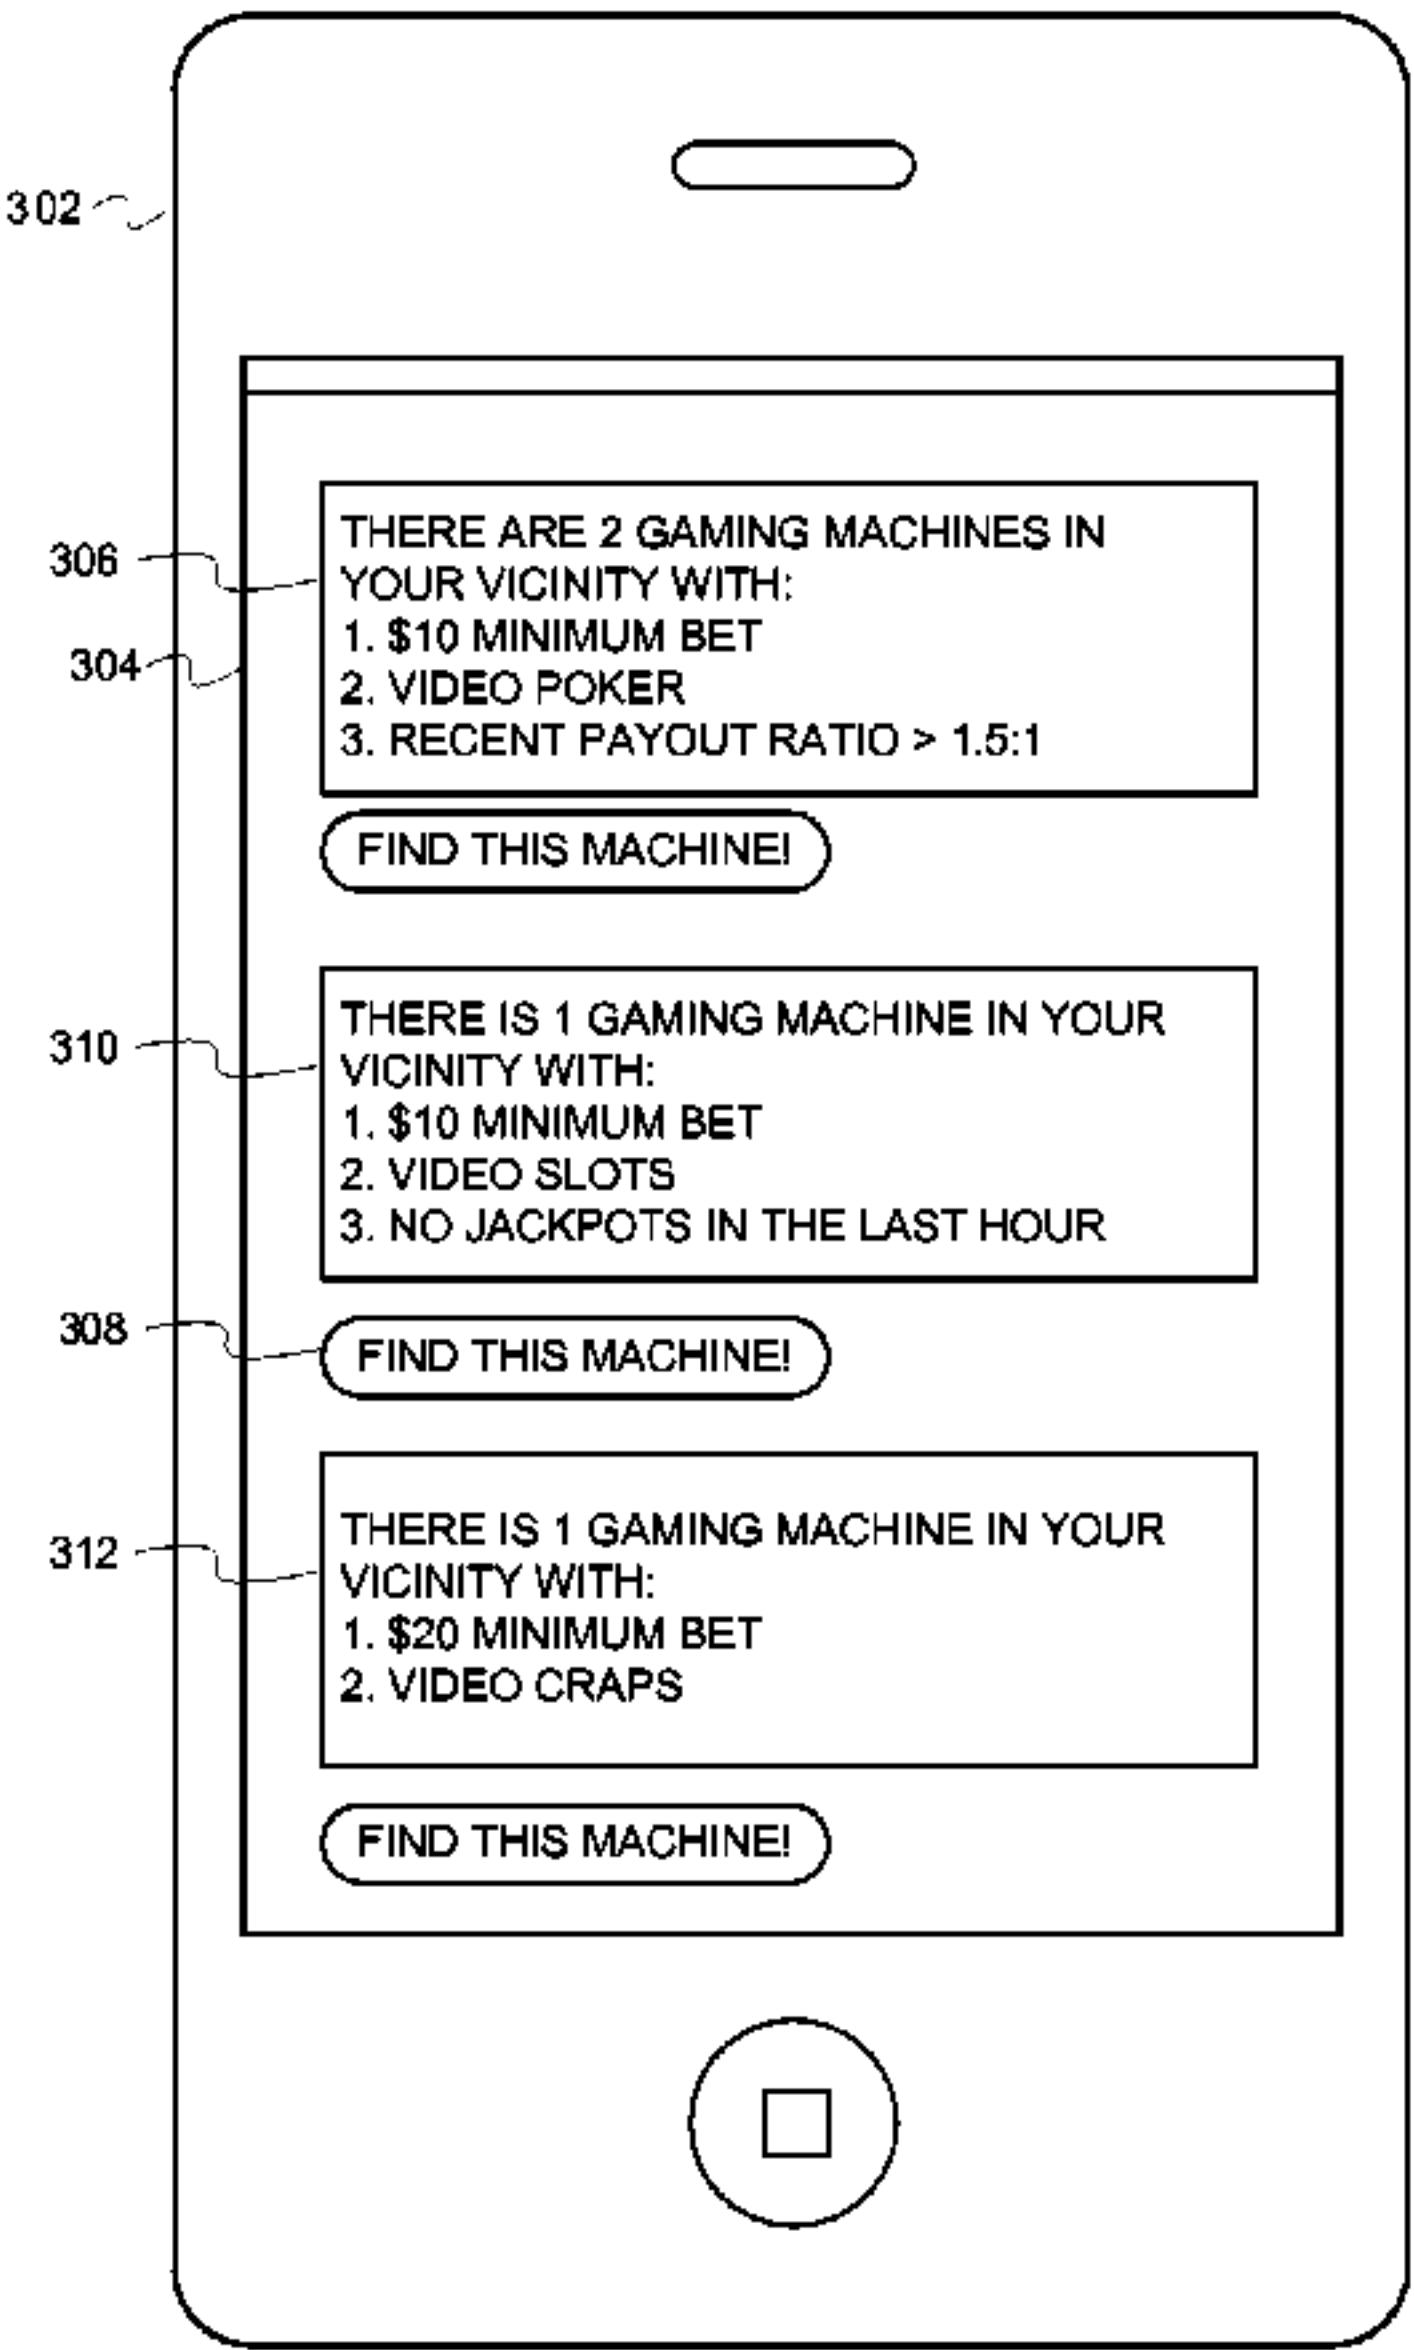 302
306
THERE ARE 2 GAMING MACHINES IN
YOUR VICINITY WITH:
1. $10 MINIMUM BET
304
2. VIDEO POKER
3. RECENT PAYOUT RATIO > 1.5:1
FIND THIS MACHINE!
310
THERE IS 1 GAMING MACHINE IN YOUR
VICINITY WITH:
1. $10 MINIMUM BET
2. VIDEO SLOTS
3. NO JACKPOTS IN THE LAST HOUR
308
FIND THIS MACHINE!
312
THERE IS 1 GAMING MACHINE IN YOUR
VICINITY WITH:
1. $20 MINIMUM BET
2. VIDEO CRAPS
FIND THIS MACHINE!